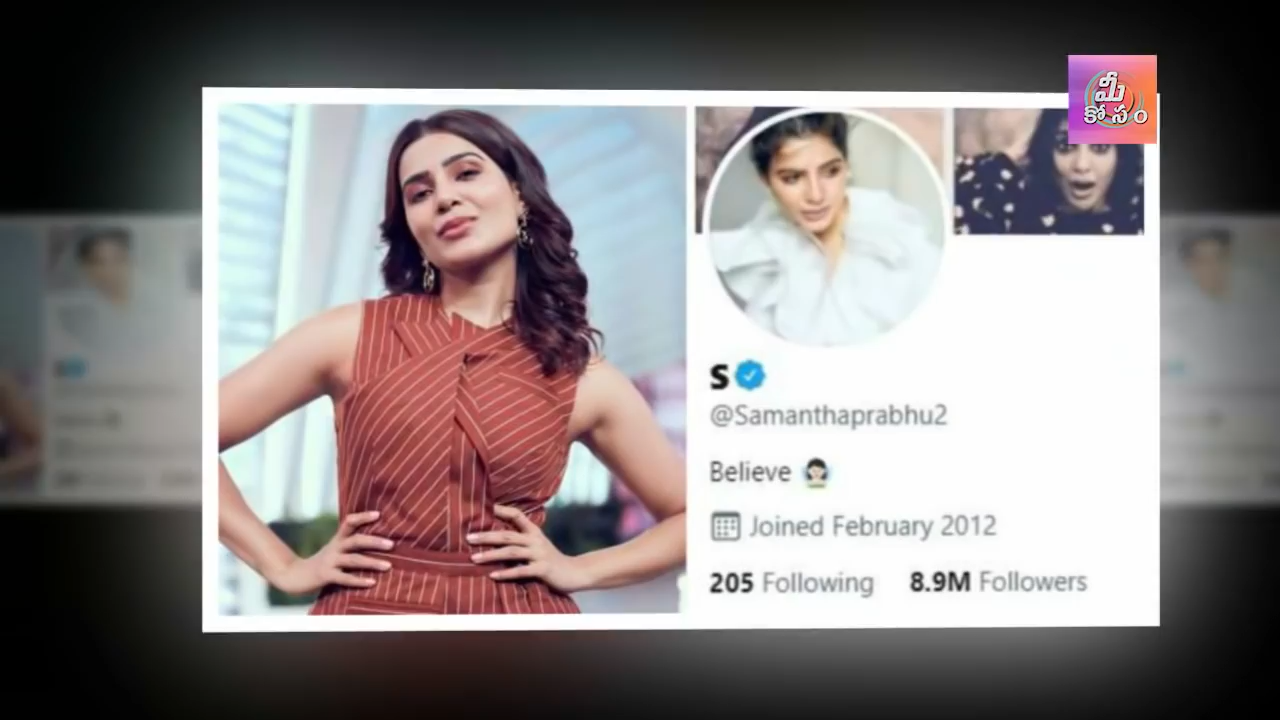 మీ
కోసం
S
@Samanthaprabhu2
Believe
Joined February 2012
205 Following 8.9M Followers